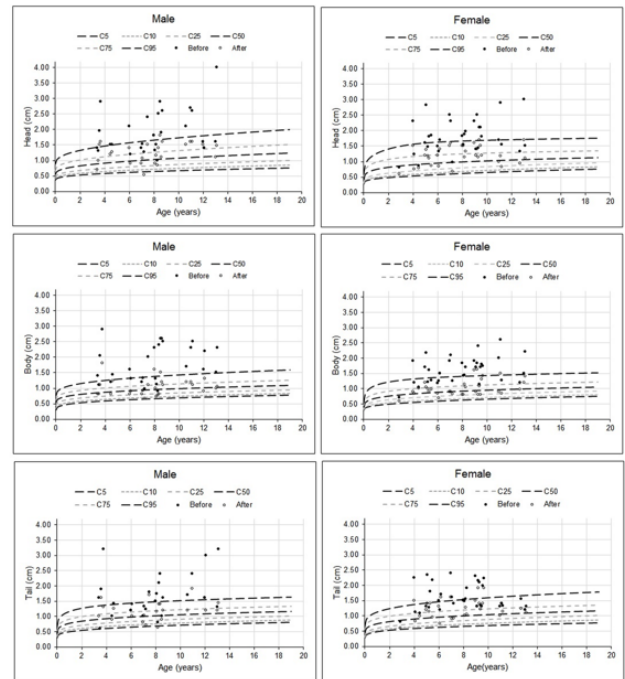 Male
C5 C10 C25 C50
C75 C95 Before After
4.00
3.50
3.00
2.50
2.00
1.50
1.00
0.50
0.00
Head (cm)
0 2 4 6 8 10 12 14 16 18 20
Age (years)
Female
C5 C10 C25 C50
C75 C95 Before After
4.00
3.50
3.00
2.50
2.00
1.50
1.00
0.50
0.00
Head (cm)
0 2 4 6 8 10 12 14 16 18 20
Age (years)
Male
C5 C10 C25 C50
C75 C95 Before After
4.00
3.50
3.00
2.50
2.00
1.50
1.00
0.50
0.00
Body (cm)
0 2 4 6 8 10 12 14 16 18 20
Age (years)
Female
C5 C10 C25 C50
C75 C95 Before After
4.00
3.50
3.00
2.50
2.00
1.50
1.00
0.50
0.00
Body (cm)
0 2 4 6 8 10 12 14 16 18 20
Age (years)
Male
C5 C10 C25 C50
C75 C95 Before After
4.00
3.50
3.00
2.50
2.00
1.50
1.00
0.50
0.00
Tail (cm)
0 2 4 6 8 10 12 14 16 18 20
Age (years)
Female
C5 C10 C25 C50
C75 C95 Before After
4.00
3.50
3.00
2.50
2.00
1.50
1.00
0.50
0.00
Tail (cm)
0 2 4 6 8 10 12 14 16 18 20
Age(years)